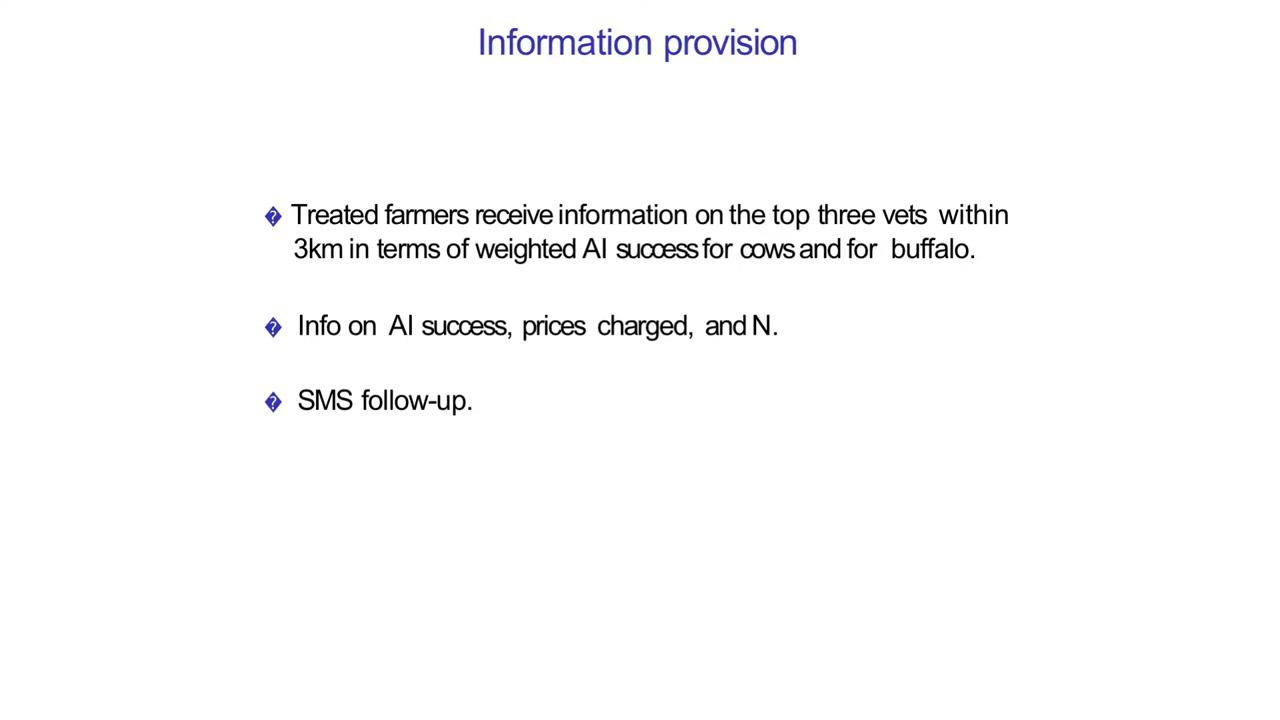 Information provision
� Treated farmers receive information on the top three vets within
3km in terms of weighted AI success for cows and for buffalo.
� Info on AI success, prices charged, and N.
� SMS follow-up.